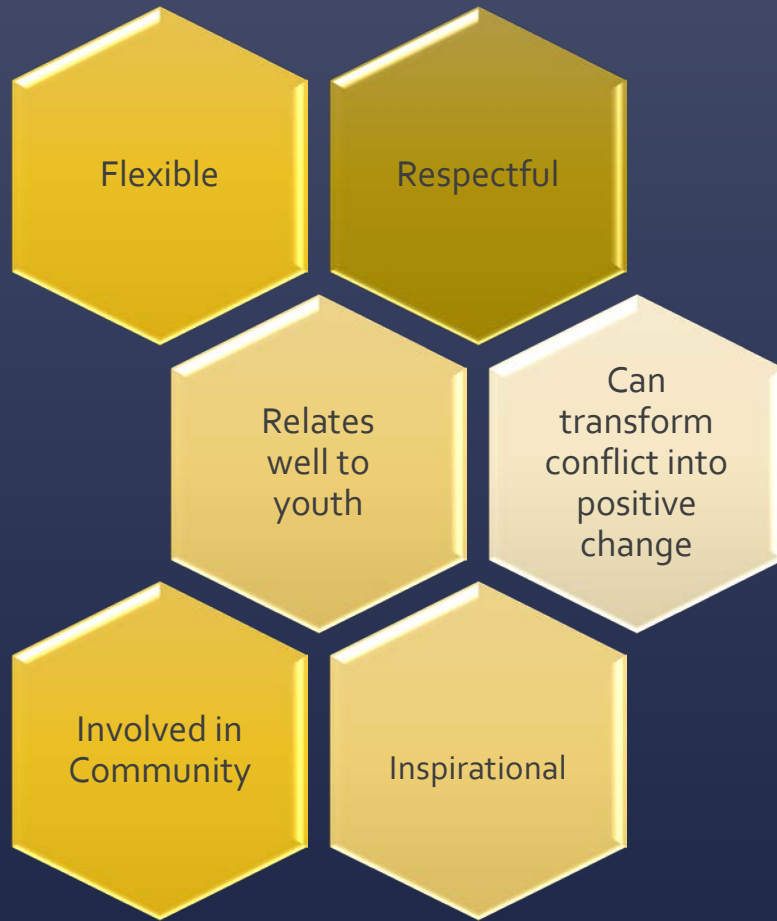 Flexible
Respectful
Relates
well to
youth
Can
transform
conflict into
positive
change
Involved in
Community
Inspirational